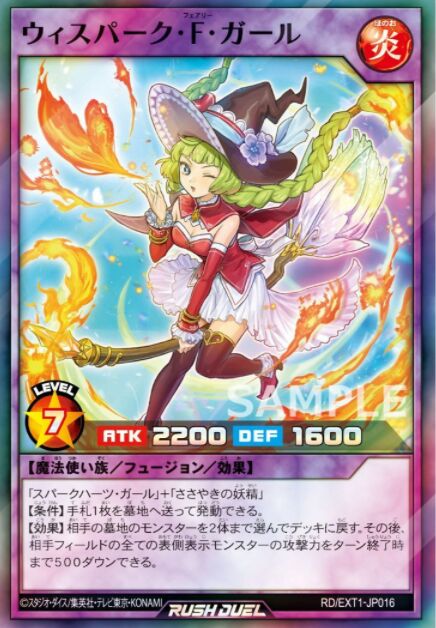 フェアリー
ウィスパーク・F・ガール
ほのお
炎
SAMPLE
LEVEL
7
ATK 2200 DEF 1600
【魔法使い族/フュージョン/効果】
「スパークハーツ・ガール」+「ささやきの妖精」
【条件】手札1枚を墓地へ送って発動できる。
【効果】相手の墓地のモンスターを2体まで選んでデッキに戻す。その後、
相手フィールドの全ての表側表示モンスターの攻撃力をターン終了時
まで500ダウンできる。
©スタジオ・ダイス/集英社・テレビ東京・KONAMI
RUSH DUEL
RD/EXT1-JP016